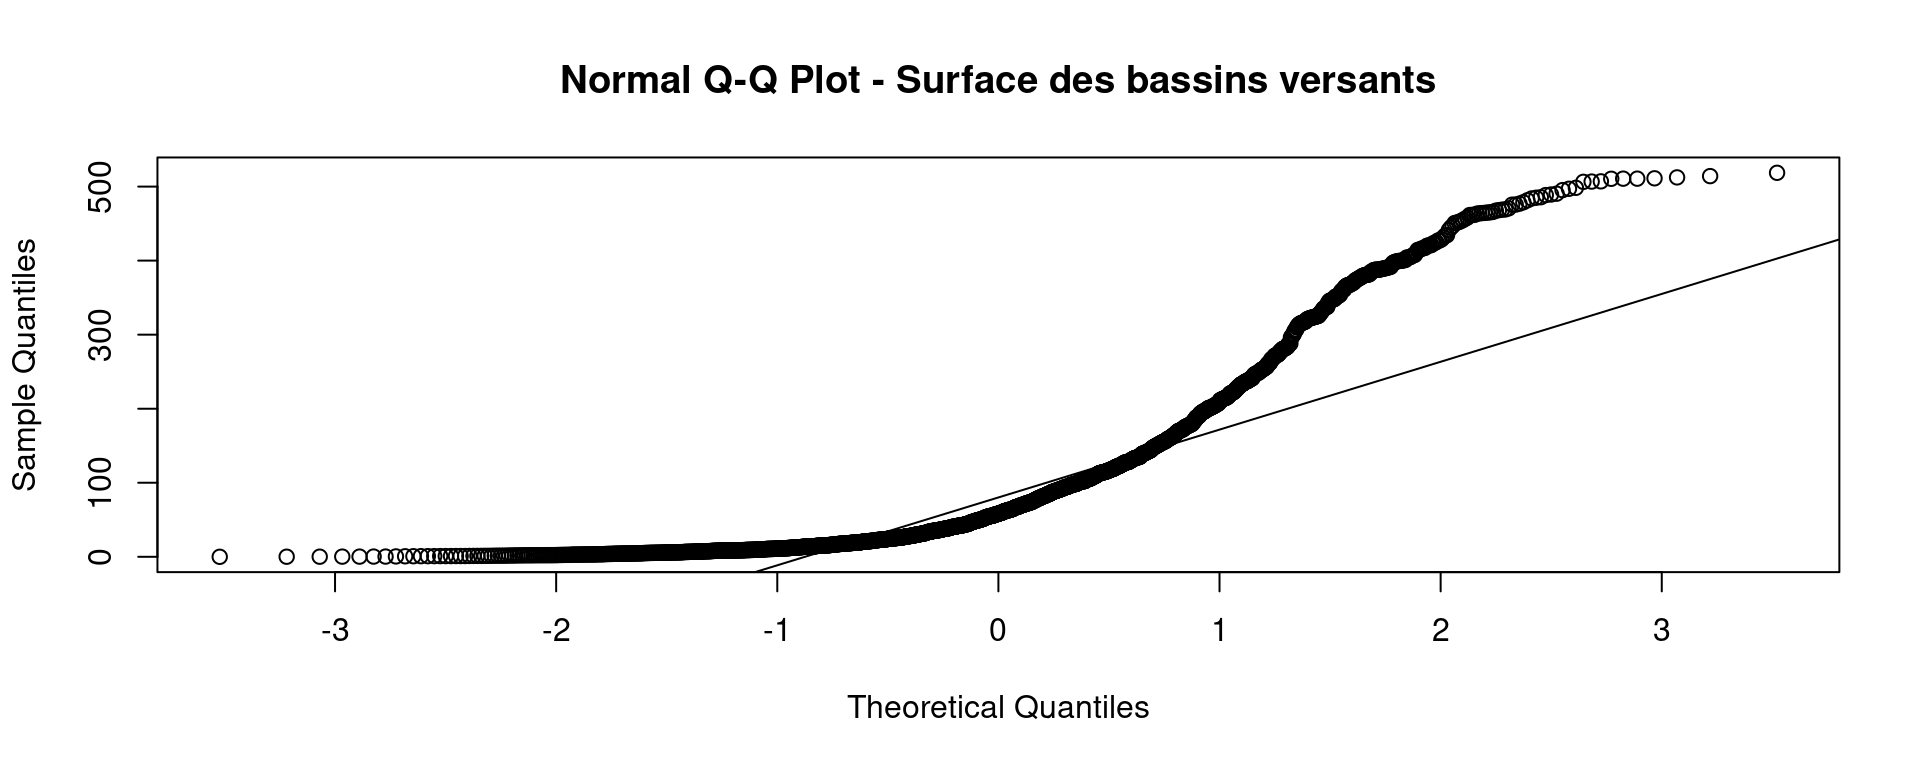 Normal Q-Q Plot - Surface des bassins versants
Sample Quantiles
500
300
100
0
-3 -2 -1 0 1 2 3
Theoretical Quantiles